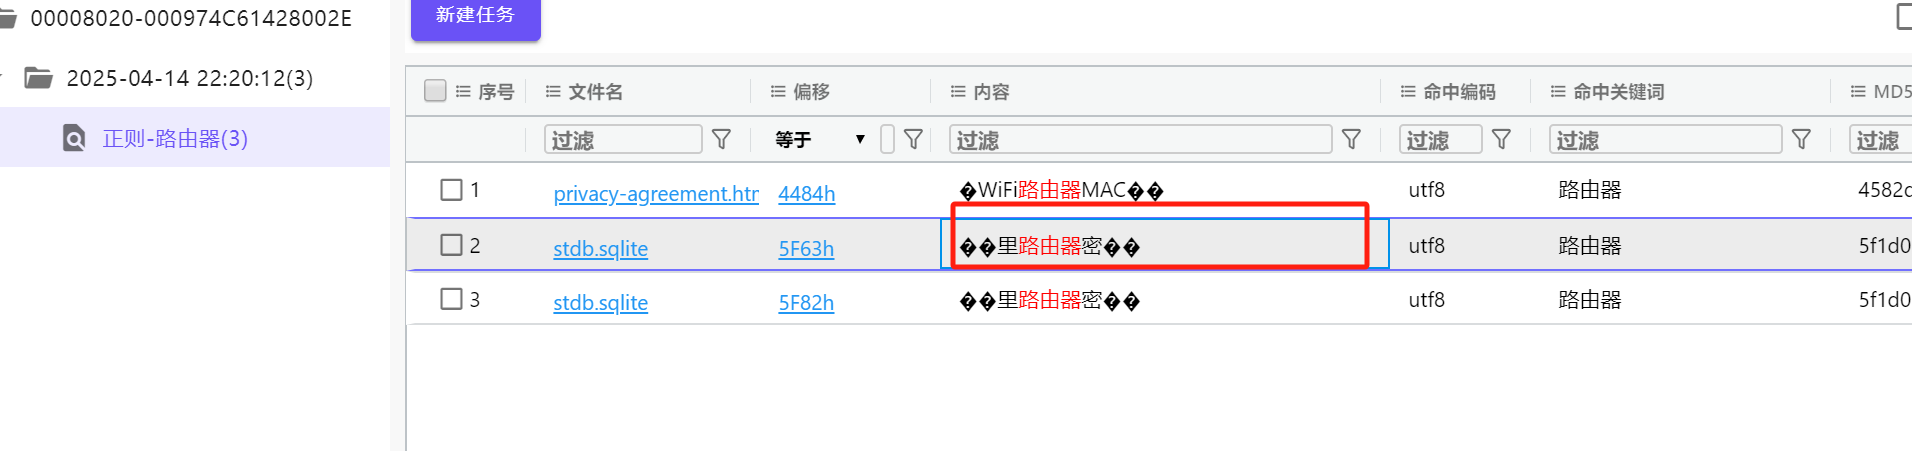 00008020-000974C61428002E
新建任务
2025-04-14 22:20:12(3)
正则-路由器(3)
序号 文件名 偏移 内容 命中编码 命中关键词 MD5
过滤 等于 过滤 过滤 过滤 过滤
1 privacy-agreement.htm 4484h �WiFi路由器MAC�� utf8 路由器 4582c
2 stdb.sqlite 5F63h ��里路由器密�� utf8 路由器 5f1d0
3 stdb.sqlite 5F82h ��里路由器密�� utf8 路由器 5f1d0